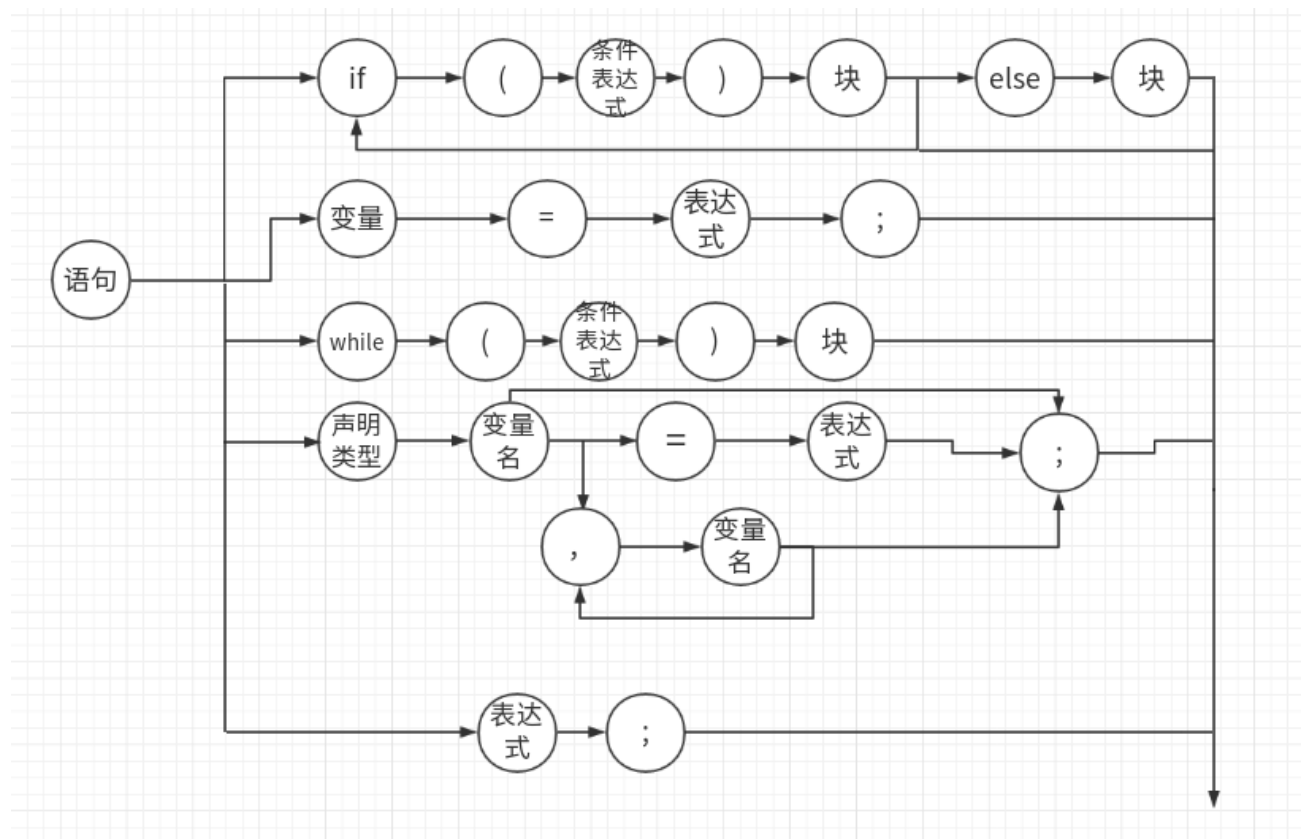 if
(
条件
表达
式
)
块
else
块
变量
=
表达
式
;
语句
while
(
条件
表达
式
)
块
声明
类型
变量
名
=
表达
式
;
,
变量
名
表达
式
;